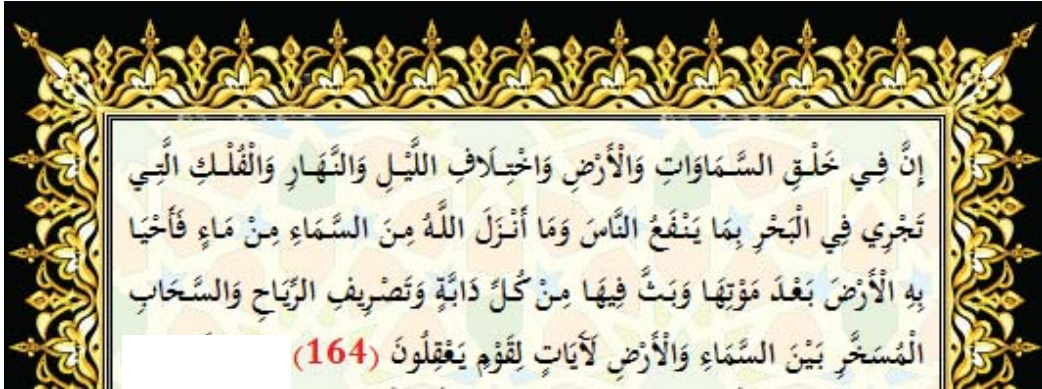 إِنَّ فِي خَلْقِ السَّمَاوَاتِ وَالْأَرْضِ وَاخْتِلَافِ اللَّيْلِ وَالنَّهَارِ وَالْفُلْكِ الَّتِي
تَجْرِي فِي الْبَحْرِ بِمَا يَنْفَعُ النَّاسَ وَمَا أَنْزَلَ اللَّهُ مِنَ السَّمَاءِ مِنْ مَاءٍ فَأَحْيَا
بِهِ الْأَرْضَ بَعْدَ مَوْتِهَا وَبَثَّ فِيهَا مِنْ كُلِّ دَابَّةٍ وَتَصْرِيفِ الرِّيَاحِ وَالسَّحَابِ
الْمُسَخَّرِ بَيْنَ السَّمَاءِ وَالْأَرْضِ لَآيَاتٍ لِقَوْمٍ يَعْقِلُونَ (164)